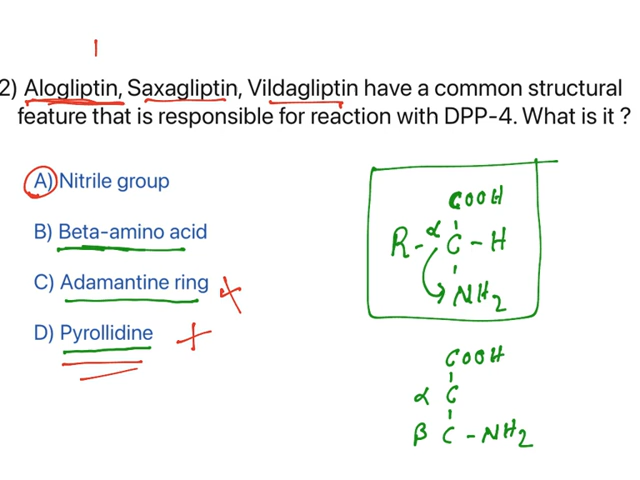 2) Alogliptin, Saxagliptin, Vildagliptin have a common structural
feature that is responsible for reaction with DPP-4. What is it ?
A) Nitrile group
B) Beta-amino acid
C) Adamantine ring
D) Pyrollidine
COOH
R - α C - H
NH2
COOH
α C
β C - NH2